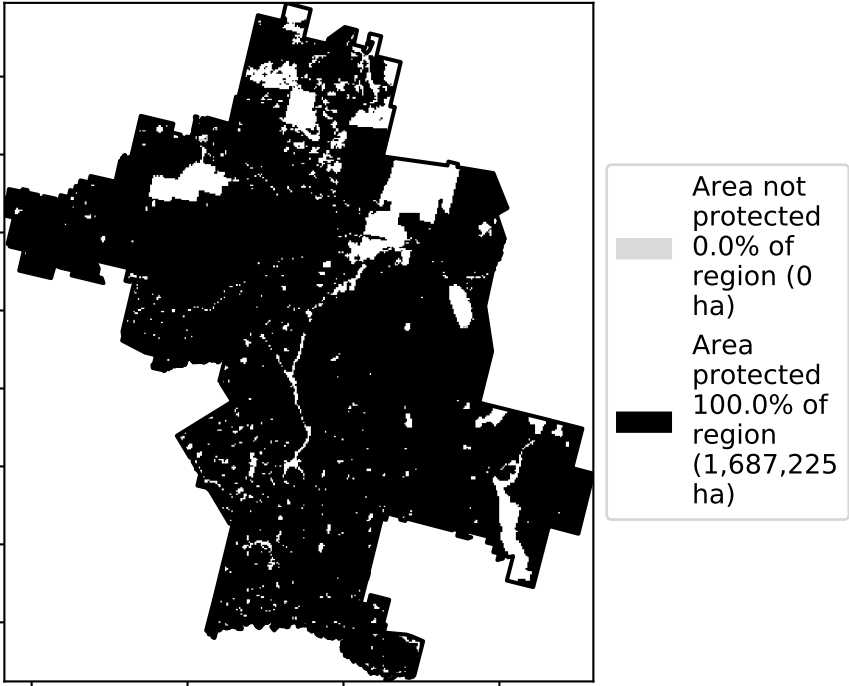 Area not
protected
0.0% of
region (0
ha)
Area
protected
100.0% of
region
(1,687,225
ha)